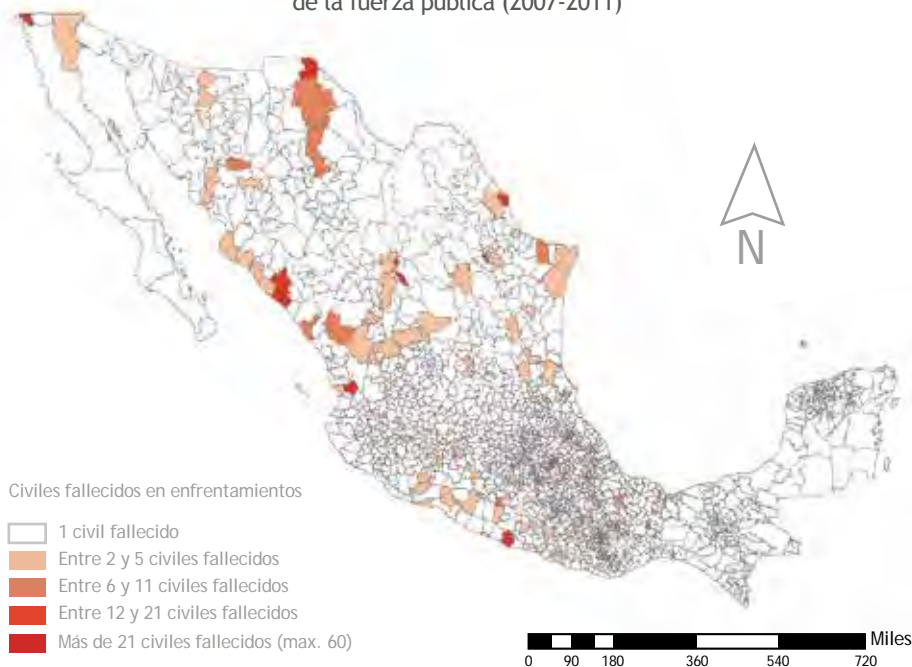 de la fuerza pública (2007-2011)
N
Civiles fallecidos en enfrentamientos
1 civil fallecido
Entre 2 y 5 civiles fallecidos
Entre 6 y 11 civiles fallecidos
Entre 12 y 21 civiles fallecidos
Más de 21 civiles fallecidos (max. 60)
Miles
0 90 180 360 540 720